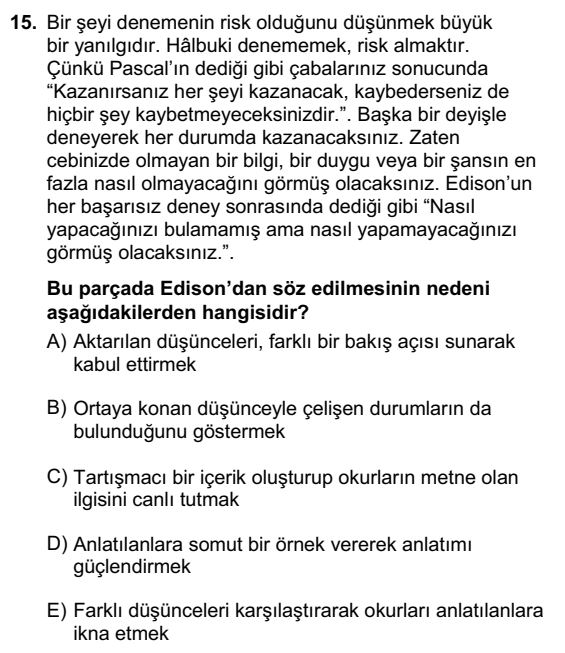 15. Bir şeyi denemenin risk olduğunu düşünmek büyük
bir yanılgıdır. Hâlbuki denememek, risk almaktır.
Çünkü Pascal’ın dediği gibi çabalarınız sonucunda
“Kazanırsanız her şeyi kazanacak, kaybederseniz de
hiçbir şey kaybetmeyeceksinizdir.”. Başka bir deyişle
deneyerek her durumda kazanacaksınız. Zaten
cebinizde olmayan bir bilgi, bir duygu veya bir şansın en
fazla nasıl olmayacağını görmüş olacaksınız. Edison’un
her başarısız deney sonrasında dediği gibi “Nasıl
yapacağınızı bulamamış ama nasıl yapamayacağınızı
görmüş olacaksınız.”.
Bu parçada Edison’dan söz edilmesinin nedeni
aşağıdakilerden hangisidir?
A) Aktarılan düşünceleri, farklı bir bakış açısı sunarak
kabul ettirmek
B) Ortaya konan düşünceyle çelişen durumların da
bulunduğunu göstermek
C) Tartışmacı bir içerik oluşturup okurların metne olan
ilgisini canlı tutmak
D) Anlatılanlara somut bir örnek vererek anlatımı
güçlendirmek
E) Farklı düşünceleri karşılaştırarak okurları anlatılanlara
ikna etmek